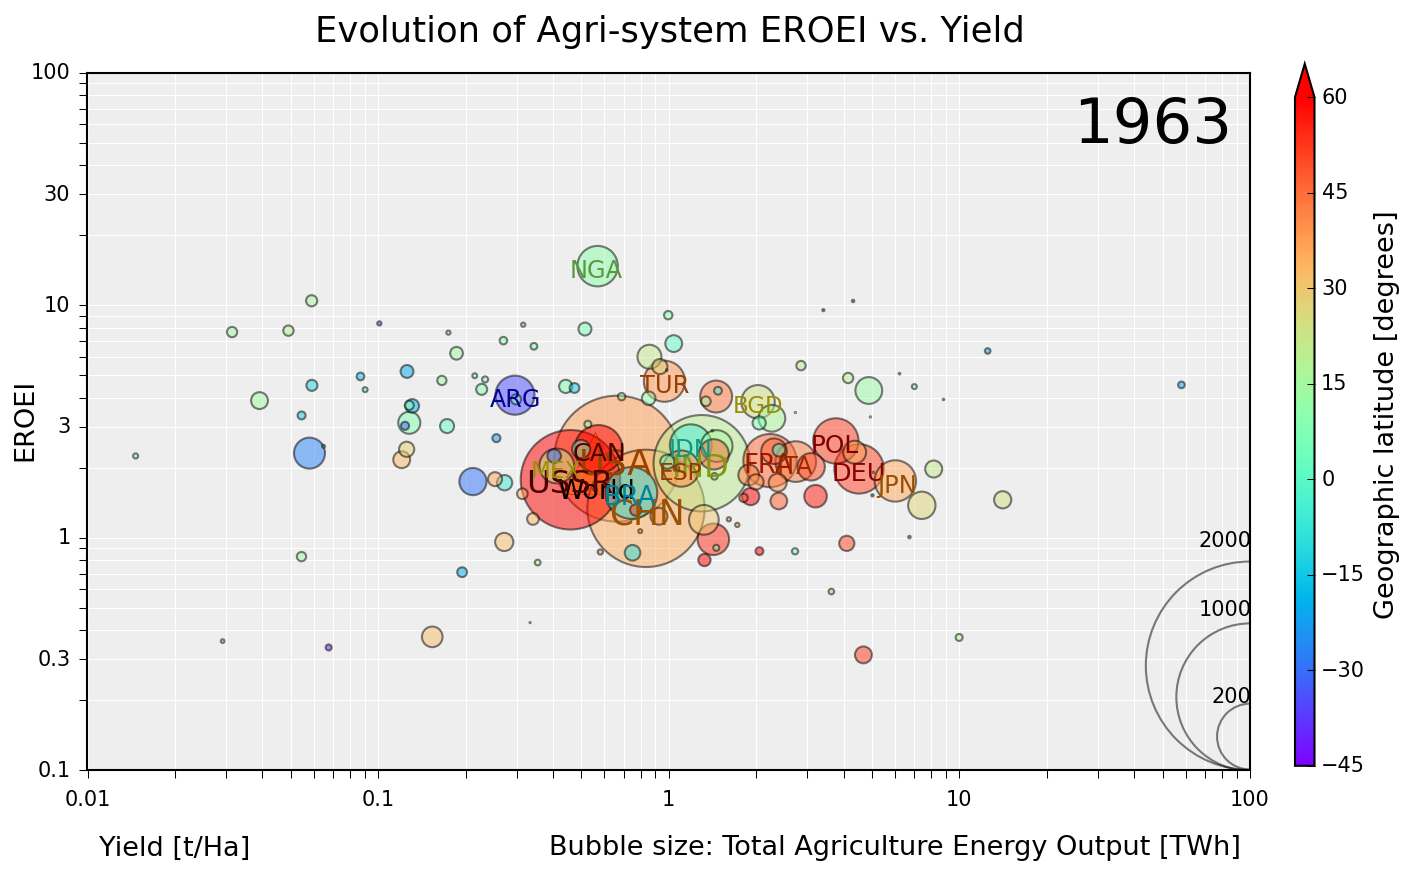 Evolution of Agri-system EROEI vs. Yield
1963
100
30
10
3
1
0.3
0.1
EROEI
0.01
0.1
1
10
100
Yield [t/Ha]
Bubble size: Total Agriculture Energy Output [TWh]
NGA
TUR
ARG
BGD
POL
CAN
IDN
MEX
USA
IND
ESP
FRA
ITA
DEU
USSR
World
BRA
JPN
CHN
2000
1000
200
60
45
30
15
0
−15
−30
−45
Geographic latitude [degrees]